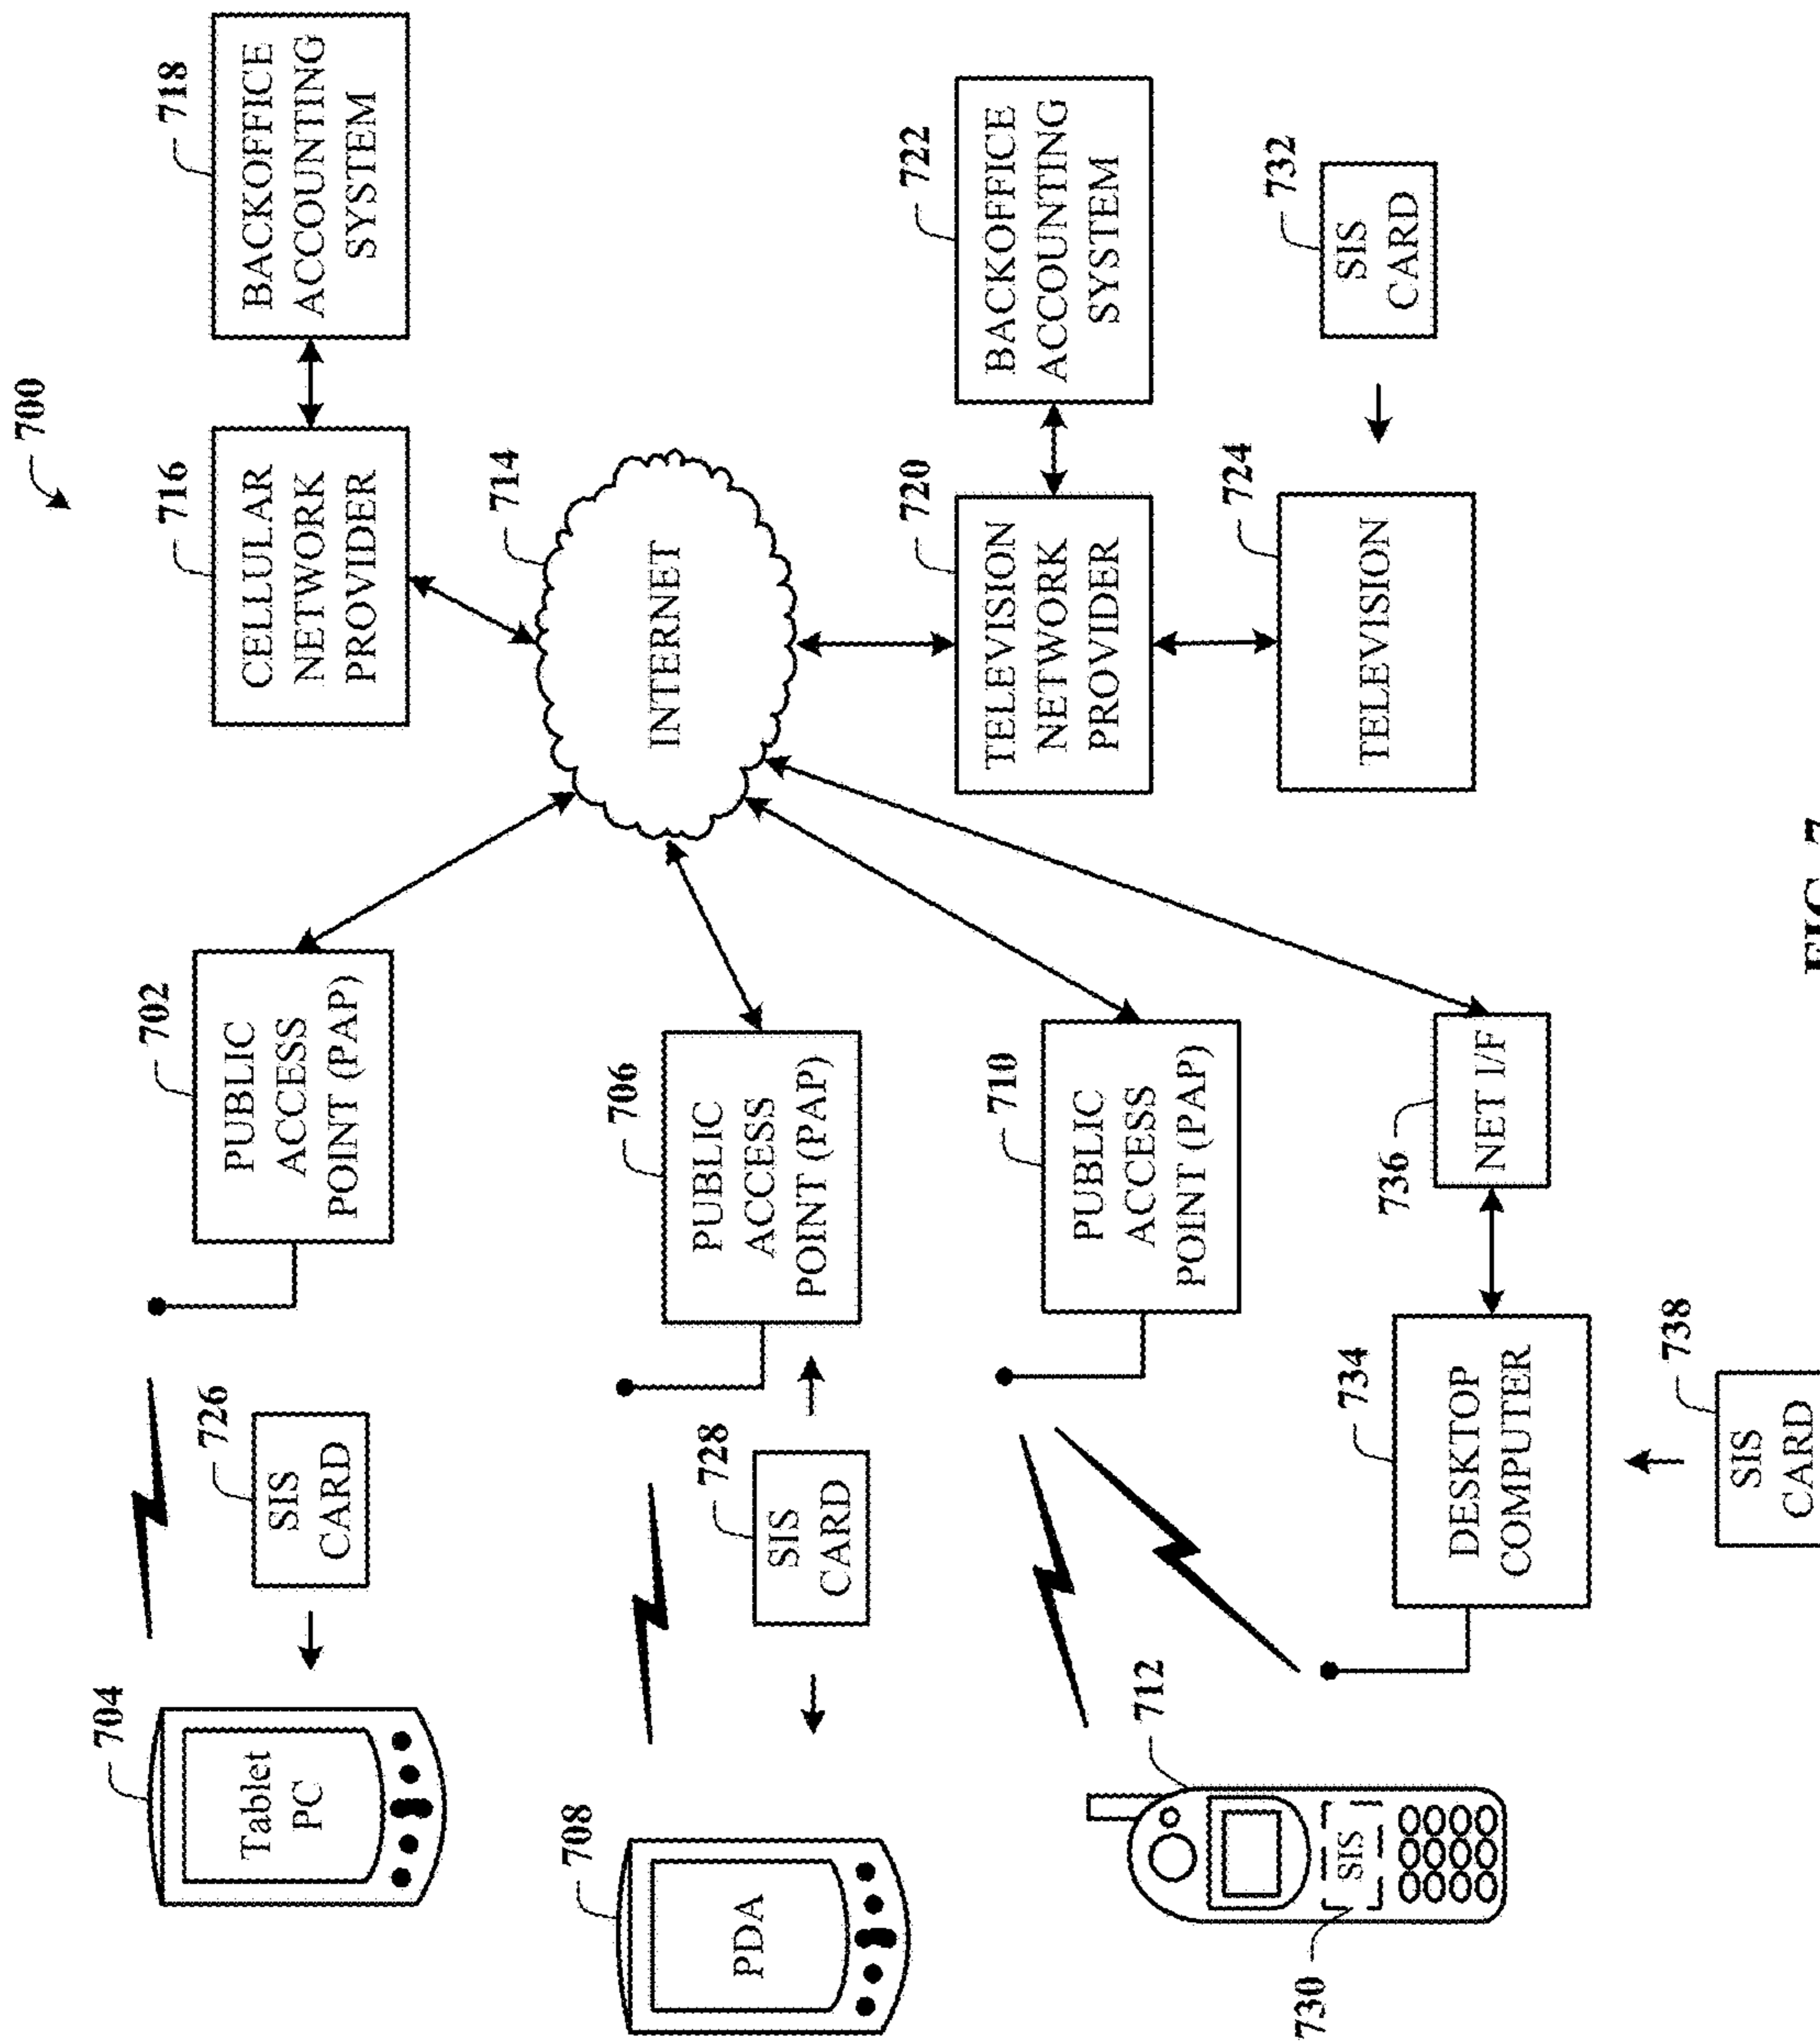 700
704
Tablet
PC
726
SIS
CARD
702
PUBLIC
ACCESS
POINT (PAP)
716
CELLULAR
NETWORK
PROVIDER
718
BACKOFFICE
ACCOUNTING
SYSTEM
714
INTERNET
708
PDA
728
SIS
CARD
706
PUBLIC
ACCESS
POINT (PAP)
720
TELEVISION
NETWORK
PROVIDER
722
BACKOFFICE
ACCOUNTING
SYSTEM
712
730
SIS
710
PUBLIC
ACCESS
POINT (PAP)
724
TELEVISION
732
SIS
CARD
734
DESKTOP
COMPUTER
736
NET I/F
738
SIS
CARD
FIG. 7